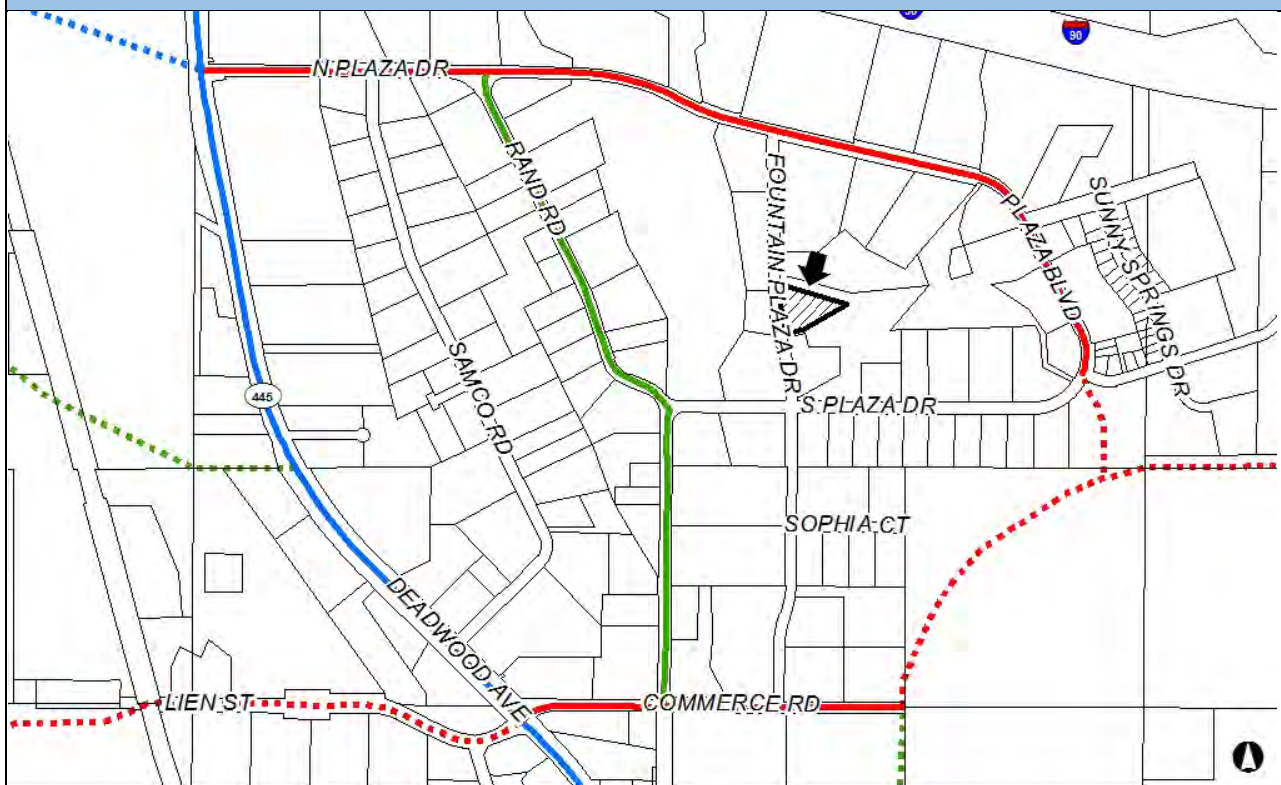 90
90
N PLAZA DR
RAND RD
FOUNTAIN PLAZA DR
PLAZA BLVD
SUNNY SPRINGS DR
SAMCO RD
445
S PLAZA DR
SOPHIA CT
DEADWOOD AVE
LIEN ST
COMMERCE RD